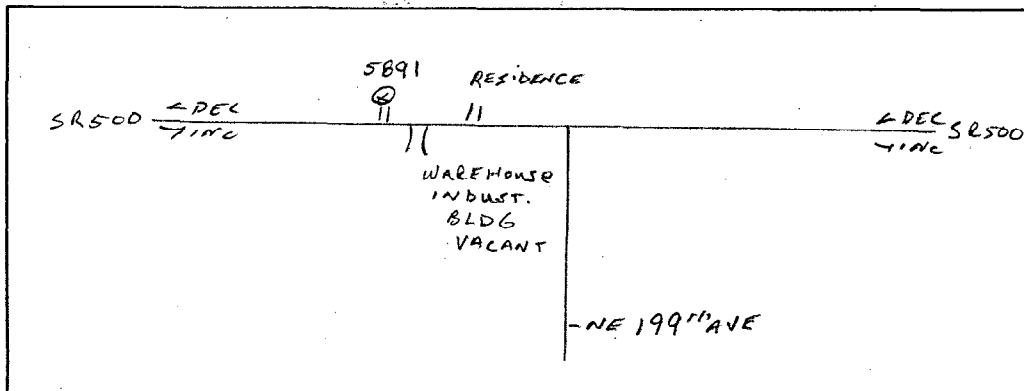 5891
RESIDENCE
SR500
DEC
INC
DEC
INC
SR500
WAREHOUSE
INDUST.
BLDG
VACANT
NE 199TH AVE